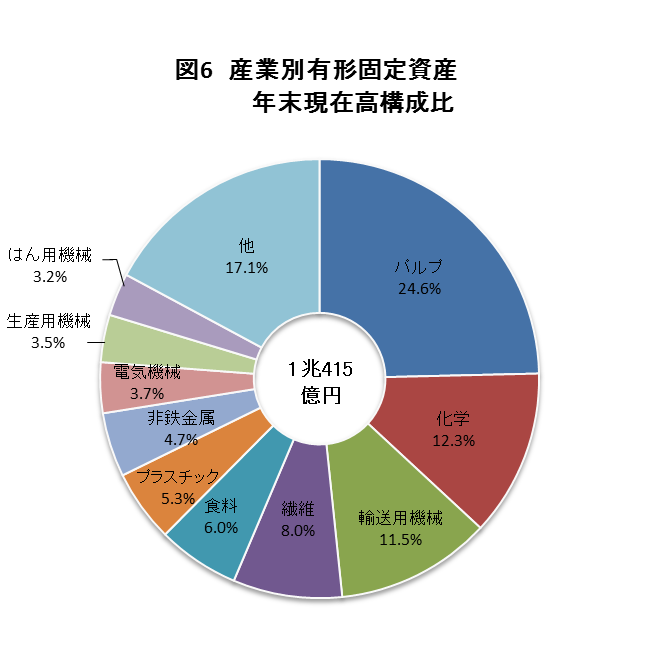 図6 産業別有形固定資産
年末現在高構成比
パルプ
24.6%
化学
12.3%
輸送用機械
11.5%
繊維
8.0%
食料
6.0%
プラスチック
5.3%
非鉄金属
4.7%
電気機械
3.7%
生産用機械
3.5%
はん用機械
3.2%
他
17.1%
1兆415
億円